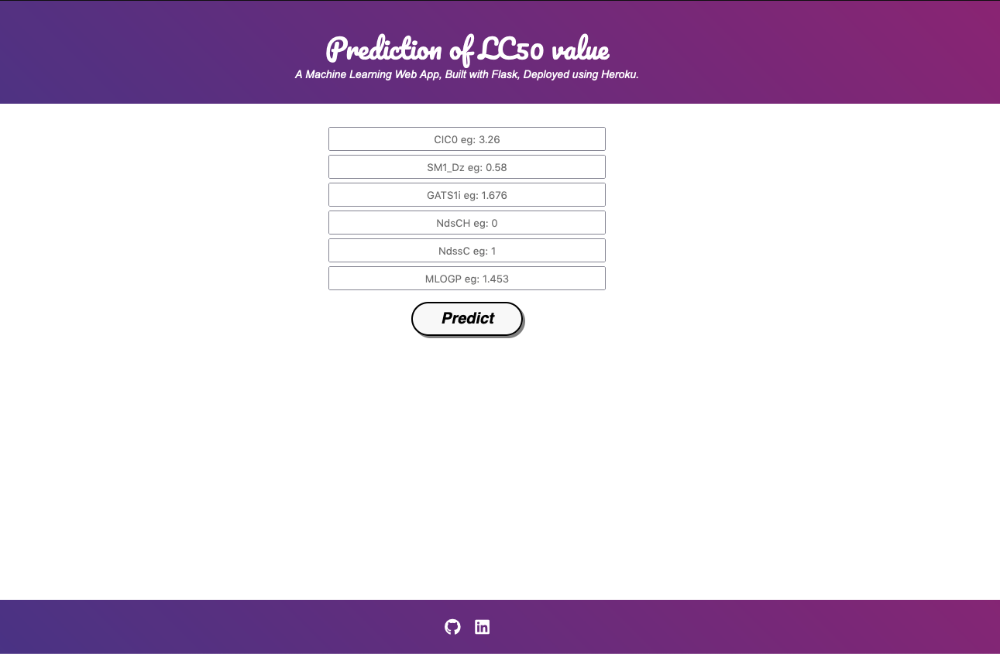 Prediction of LC50 value
A Machine Learning Web App, Built with Flask, Deployed using Heroku.
CIC0 eg: 3.26
SM1_Dz eg: 0.58
GATS1i eg: 1.676
NdsCH eg: 0
NdssC eg: 1
MLOGP eg: 1.453
Predict
in